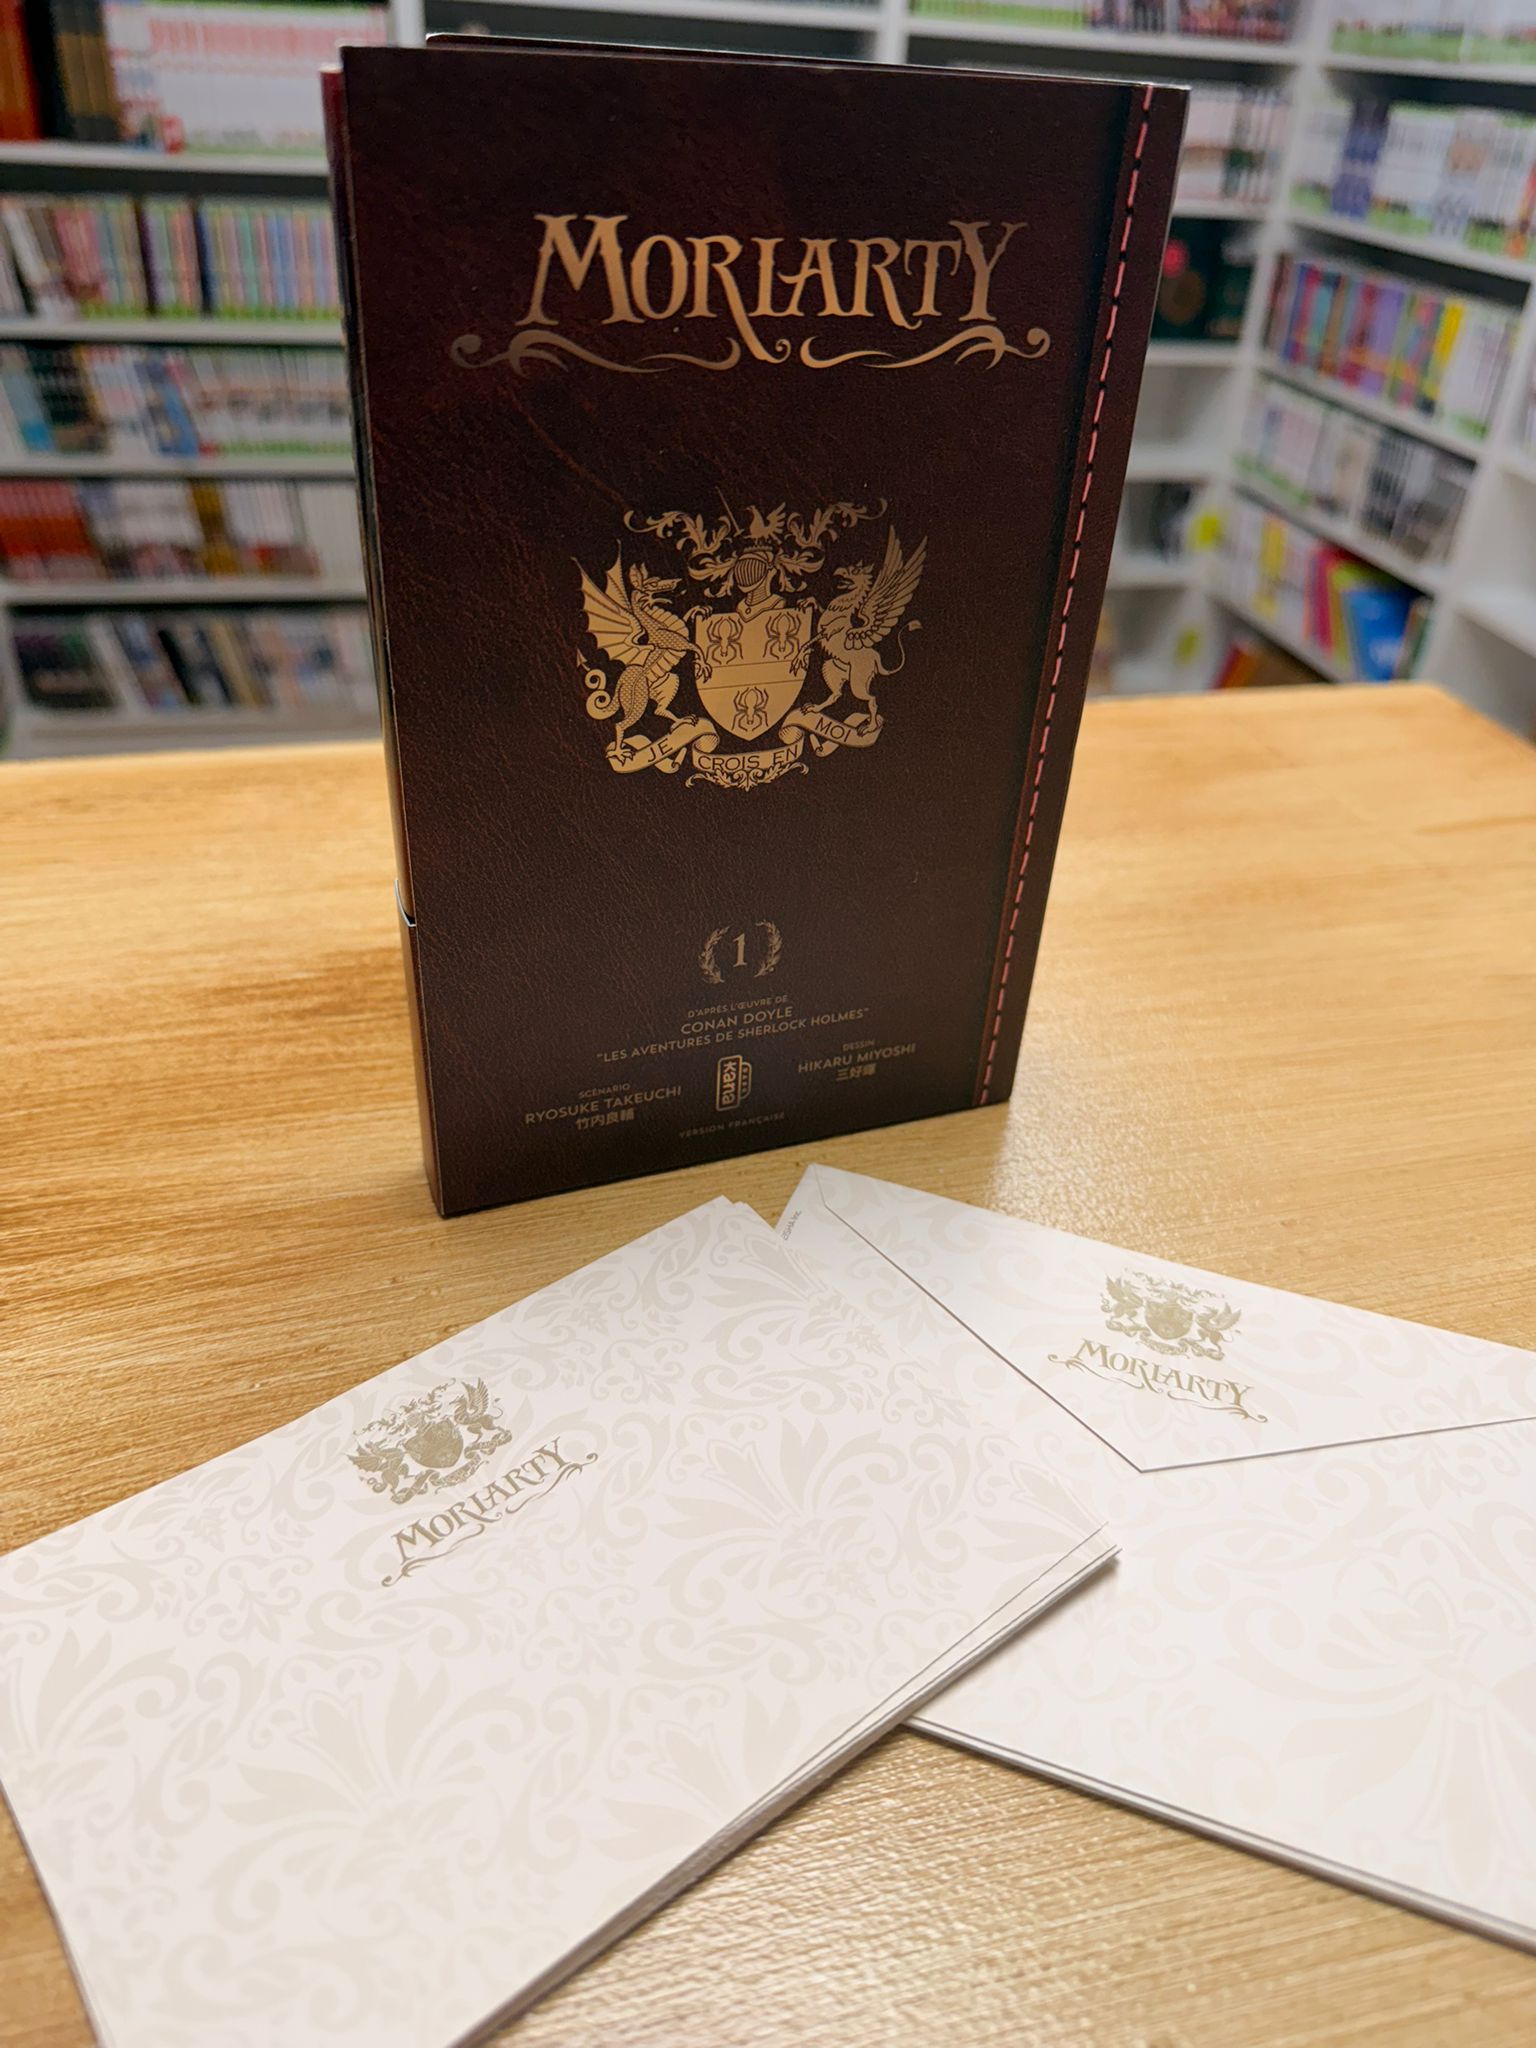 MORIARTY
JE CROIS EN MOI
1
D'APRÈS L'ŒUVRE DE
CONAN DOYLE
"LES AVENTURES DE SHERLOCK HOLMES"
SCÉNARIO
RYOSUKE TAKEUCHI
竹内良輔
DARK
kana
DESSIN
HIKARU MIYOSHI
三好輝
VERSION FRANÇAISE
MORIARTY
MORIARTY